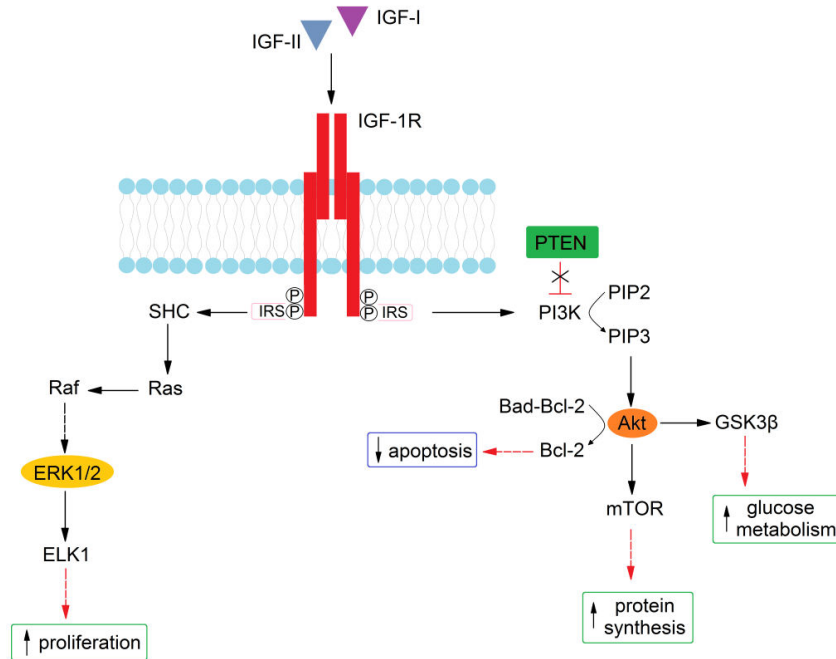 IGF-I
IGF-II
IGF-1R
PTEN
PIP2
PI3K
PIP3
P
P
IRS
P
P
IRS
SHC
Ras
Raf
ERK1/2
ELK1
↑ proliferation
Bad-Bcl-2
Akt
GSK3β
Bcl-2
↓ apoptosis
mTOR
↑ glucose
metabolism
↑ protein
synthesis